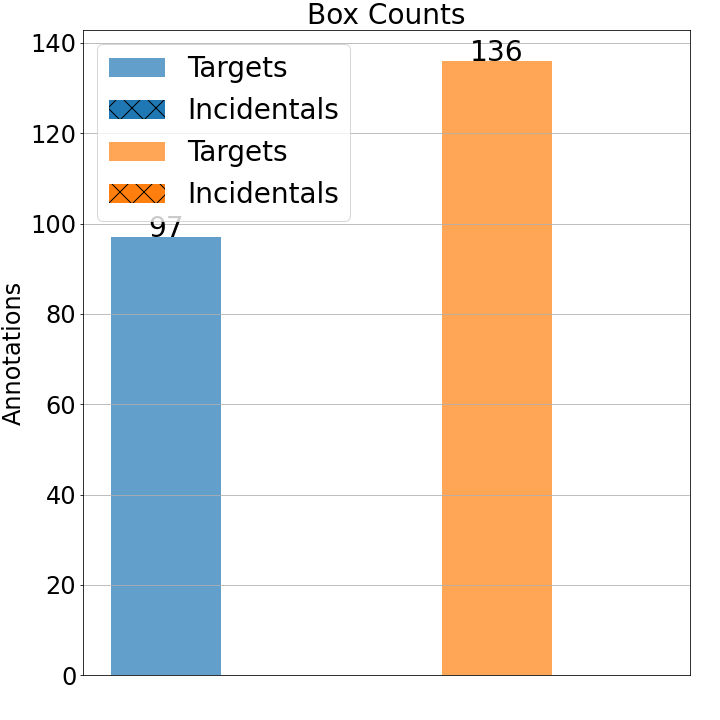 Box Counts
140
120
100
80
60
40
20
0
Annotations
Targets
Incidentals
Targets
Incidentals
97
136